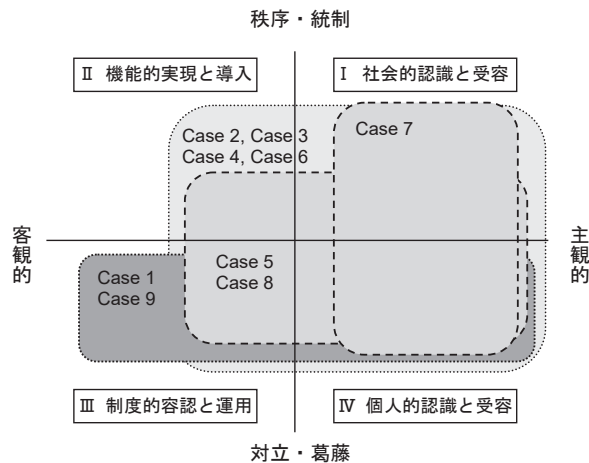 秩序・統制
Ⅱ 機能的実現と導入
Ⅰ 社会的認識と受容
Case 2, Case 3
Case 4, Case 6
Case 7
客観的
主観的
Case 5
Case 8
Case 1
Case 9
Ⅲ 制度的容認と運用
Ⅳ 個人的認識と受容
対立・葛藤